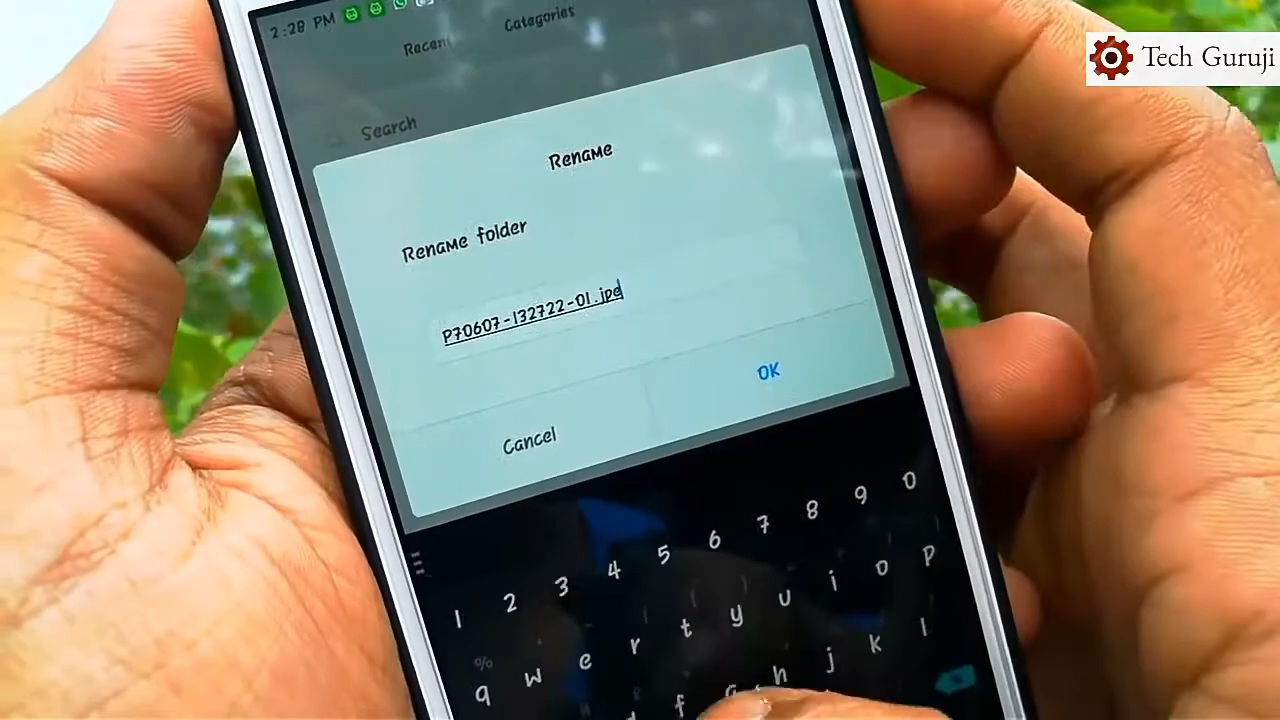 Tech Guruji
2:28 PM
Recent
Categories
Search
Rename
Rename folder
P70607-132722-01.jpg
Cancel
OK
1 2 3 4 5 6 7 8 9 0
%
q w e r t y u i o p
f h j k l